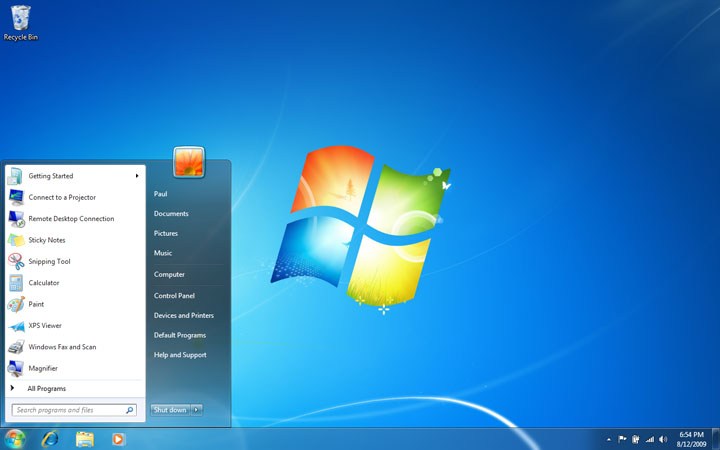 Recycle Bin
Getting Started
Connect to a Projector
Remote Desktop Connection
Sticky Notes
Snipping Tool
Calculator
Paint
XPS Viewer
Windows Fax and Scan
Magnifier
All Programs
Search programs and files
Paul
Documents
Pictures
Music
Computer
Control Panel
Devices and Printers
Default Programs
Help and Support
Shut down
6:54 PM
8/12/2009